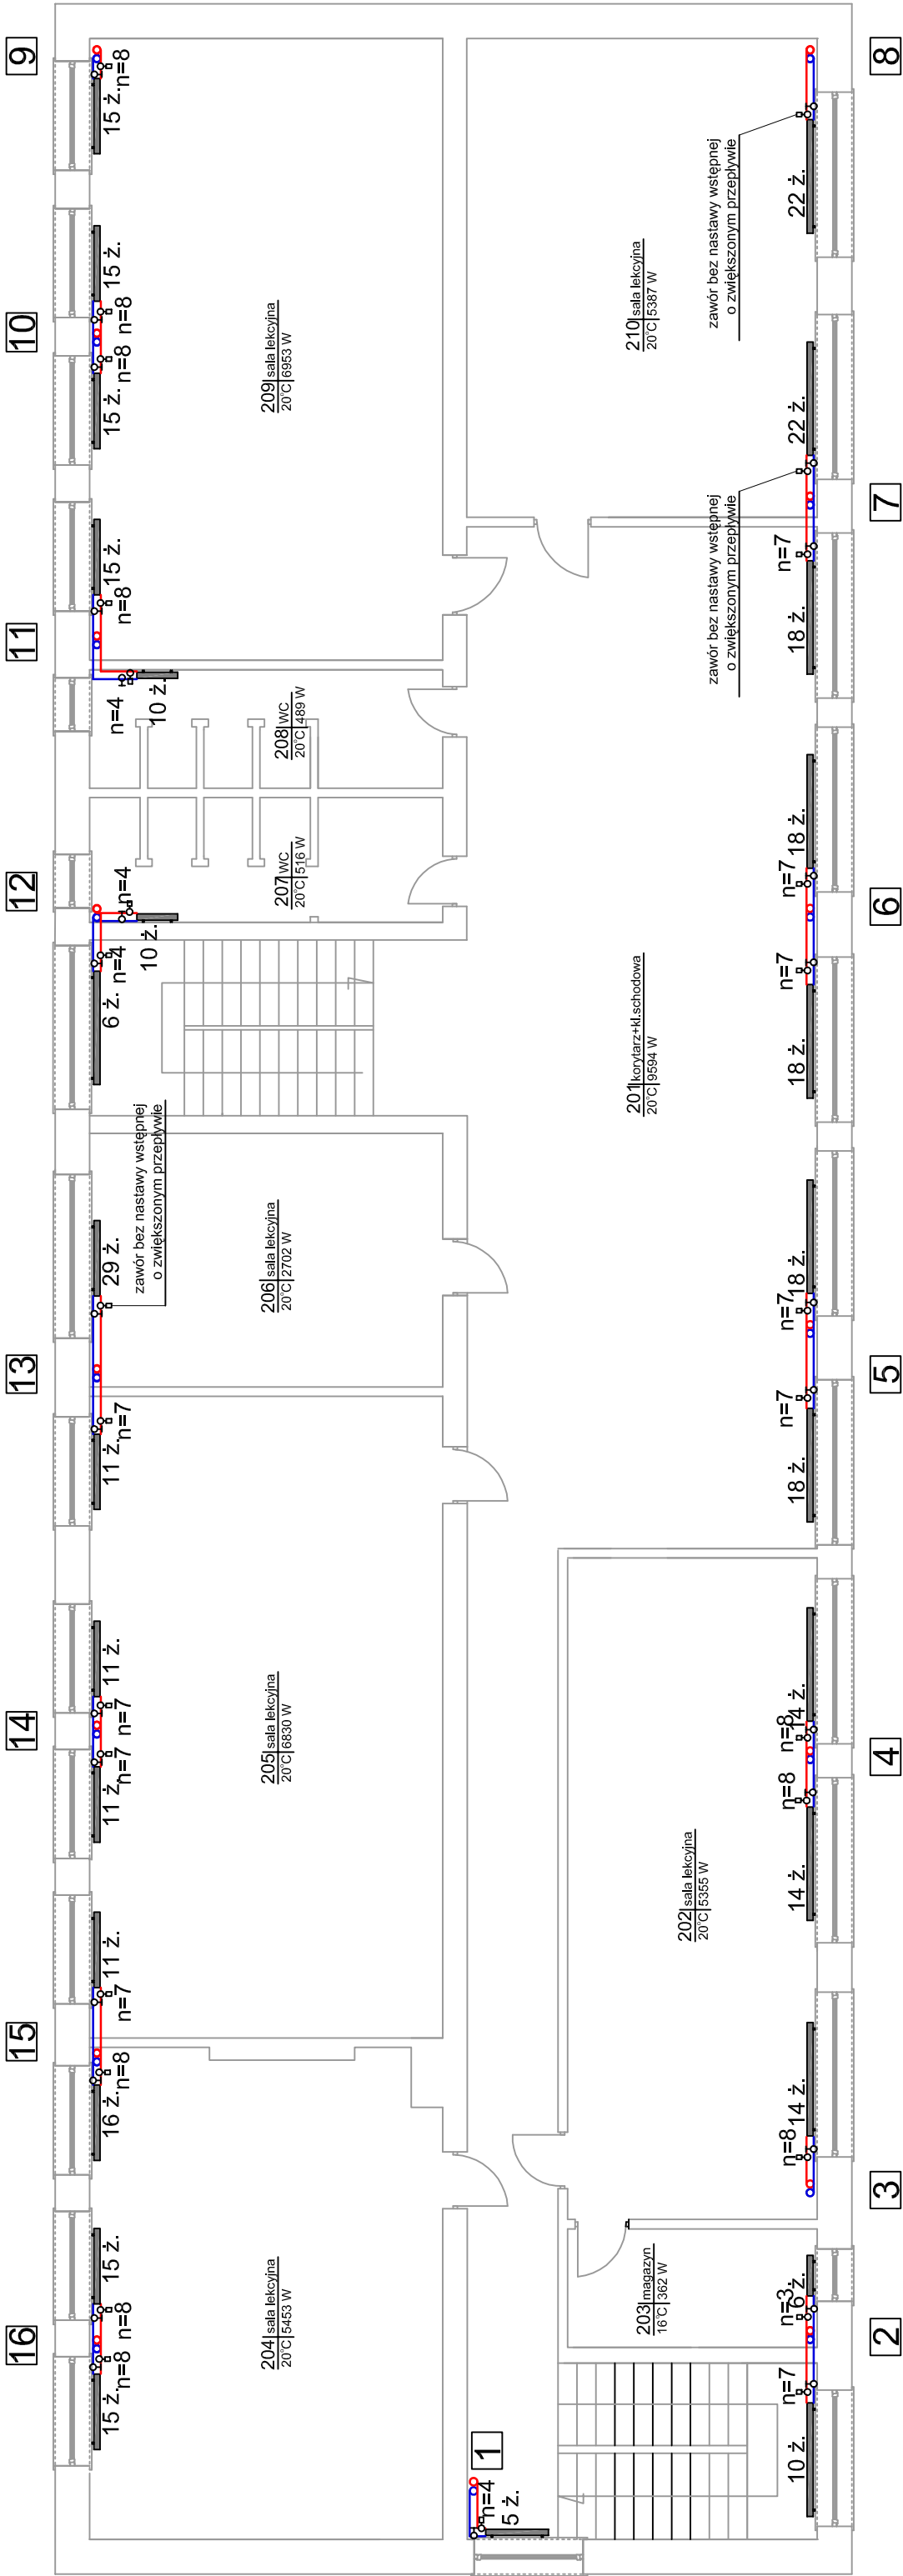 9
10
11
12
13
14
15
16
15 ż.
n=8
15 ż.
n=8
n=8
15 ż.
15 ż.
n=8
n=4
10 ż.
n=4
10 ż.
n=4
6 ż.
29 ż.
zawór bez nastawy wstępnej
o zwiększonym przepływie
n=7
11 ż.
11 ż.
n=7
n=7
11 ż.
11 ż.
n=7
n=8
16 ż.
15 ż.
n=8
n=8
15 ż.
209 sala lekcyjna
20°C 6953 W
208 WC
20°C 489 W
207 WC
20°C 516 W
206 sala lekcyjna
20°C 2702 W
205 sala lekcyjna
20°C 6830 W
204 sala lekcyjna
20°C 5453 W
1
n=4
5 ż.
210 sala lekcyjna
20°C 5387 W
201 korytarz+kl.schodowa
20°C 9594 W
202 sala lekcyjna
20°C 5355 W
203 magazyn
16°C 362 W
zawór bez nastawy wstępnej
o zwiększonym przepływie
22 ż.
22 ż.
zawór bez nastawy wstępnej
o zwiększonym przepływie
n=7
18 ż.
18 ż.
n=7
n=7
18 ż.
18 ż.
n=7
n=7
18 ż.
14 ż.
n=8
n=8
14 ż.
14 ż.
n=8
6 ż.
n=3
n=7
10 ż.
8
7
6
5
4
3
2